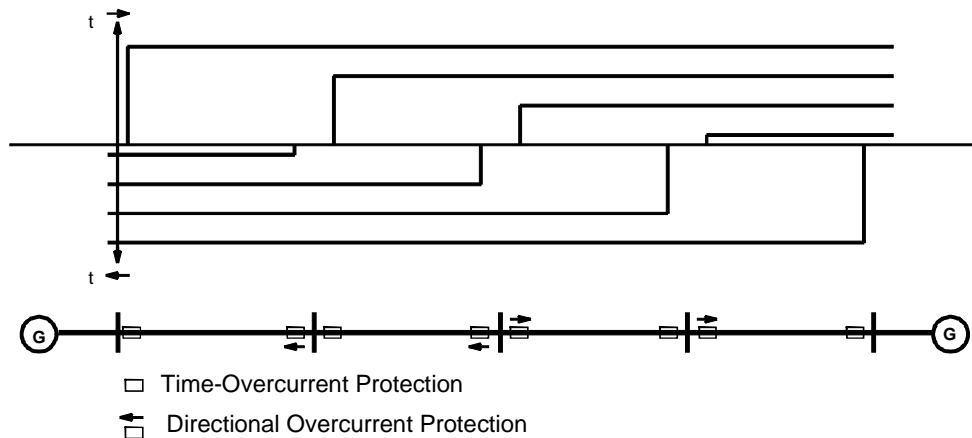 t
t
G
G
Time-Overcurrent Protection
Directional Overcurrent Protection